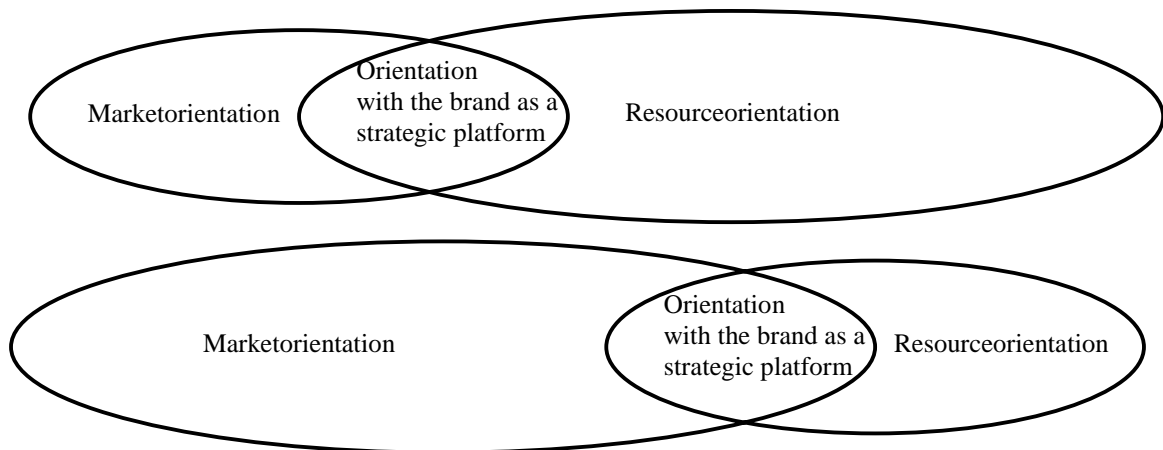 Marketorientation
Orientation
with the brand as a
strategic platform
Resourceorientation
Marketorientation
Orientation
with the brand as a
strategic platform
Resourceorientation